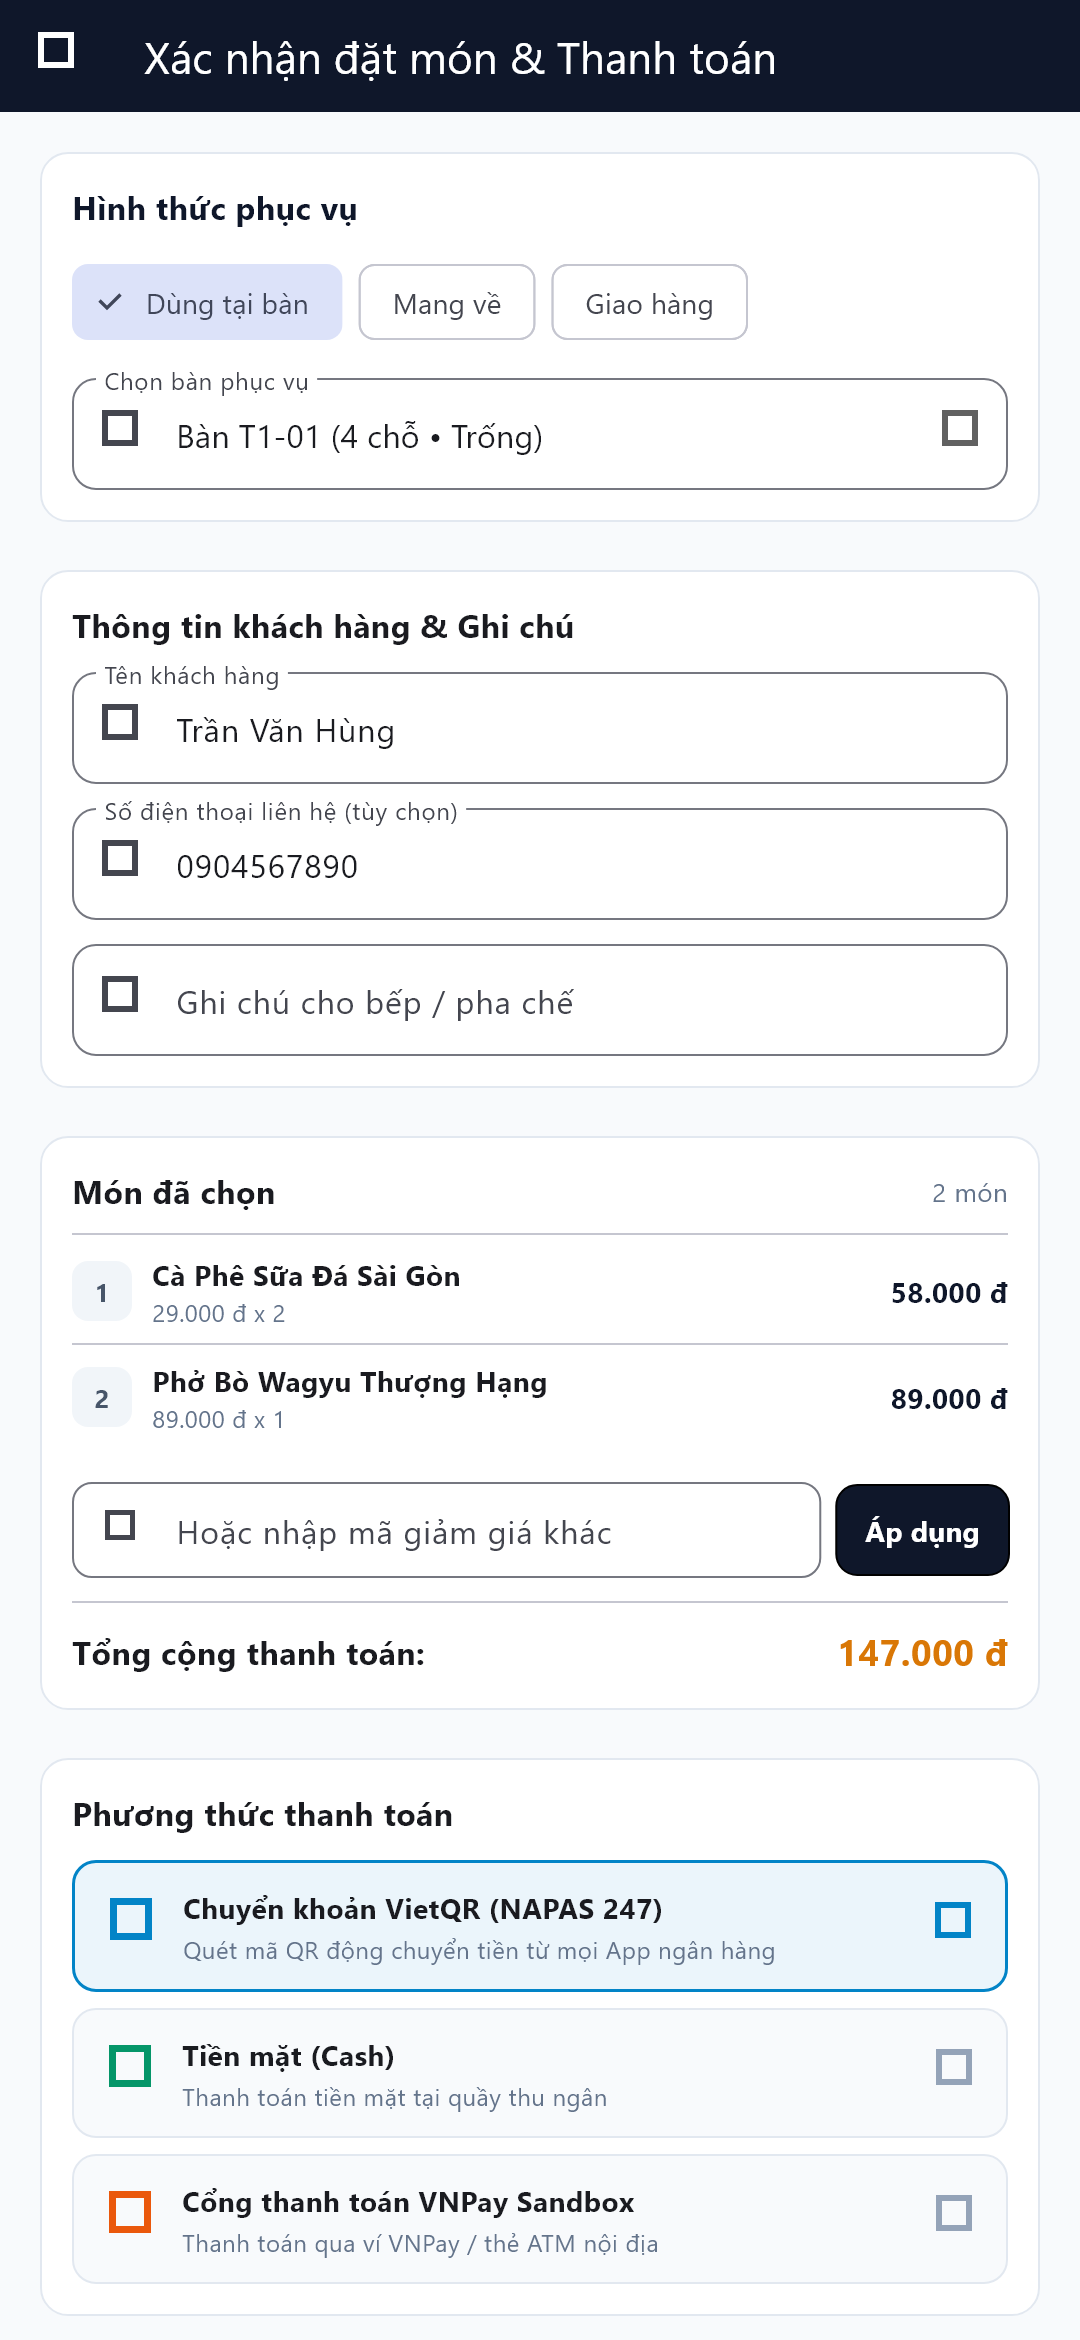 Xác nhận đặt món & Thanh toán
Hình thức phục vụ
Dùng tại bàn
Mang về
Giao hàng
Chọn bàn phục vụ
Bàn T1-01 (4 chỗ • Trống)
Thông tin khách hàng & Ghi chú
Tên khách hàng
Trần Văn Hùng
Số điện thoại liên hệ (tùy chọn)
0904567890
Ghi chú cho bếp / pha chế
Món đã chọn
2 món
1
Cà Phê Sữa Đá Sài Gòn
29.000 đ x 2
58.000 đ
2
Phở Bò Wagyu Thượng Hạng
89.000 đ x 1
89.000 đ
Hoặc nhập mã giảm giá khác
Áp dụng
Tổng cộng thanh toán:
147.000 đ
Phương thức thanh toán
Chuyển khoản VietQR (NAPAS 247)
Quét mã QR động chuyển tiền từ mọi App ngân hàng
Tiền mặt (Cash)
Thanh toán tiền mặt tại quầy thu ngân
Cổng thanh toán VNPay Sandbox
Thanh toán qua ví VNPay / thẻ ATM nội địa